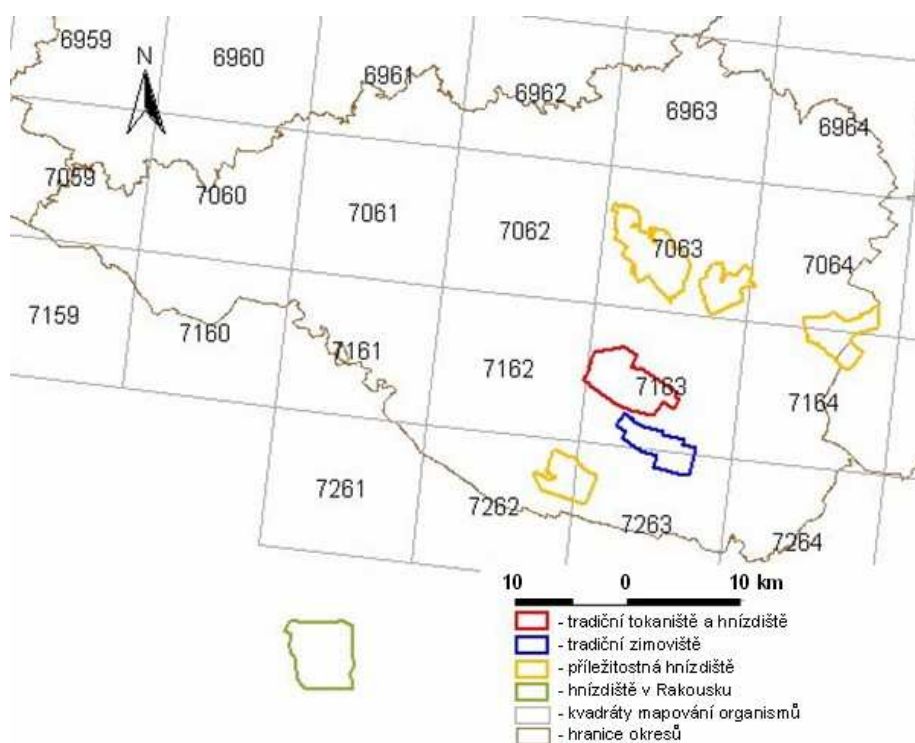 N
6959
6960
6961
6962
6963
6964
7059
7060
7061
7062
7063
7064
7159
7160
7161
7162
7163
7164
7261
7262
7263
7264
10 0 10 km
- tradiční tokaniště a hnízdiště
- tradiční zimoviště
- příležitostná hnízdiště
- hnízdiště v Rakousku
- kvadráty mapování organismů
- hranice okresů